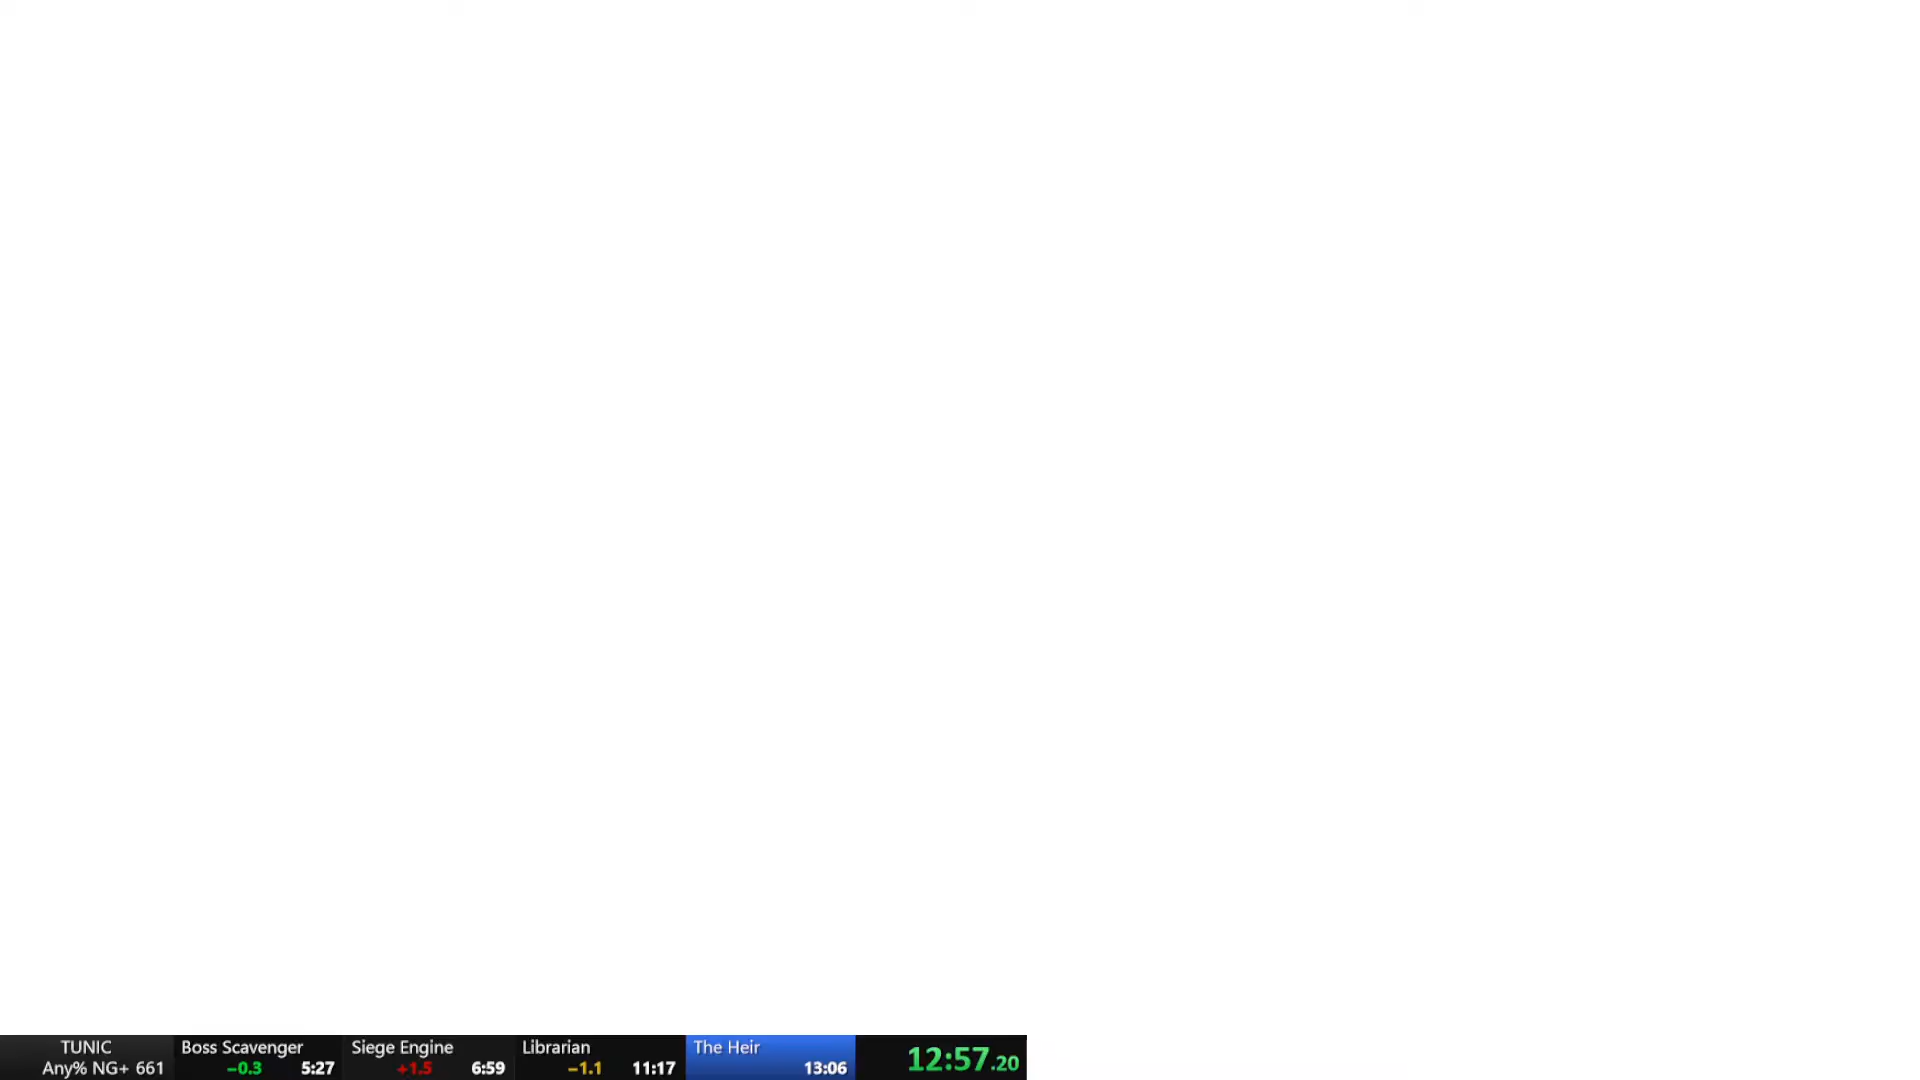 TUNIC
Any% NG+ 661
Boss Scavenger
−0.3 5:27
Siege Engine
+1.5 6:59
Librarian
−1.1 11:17
The Heir
13:06
12:57.20